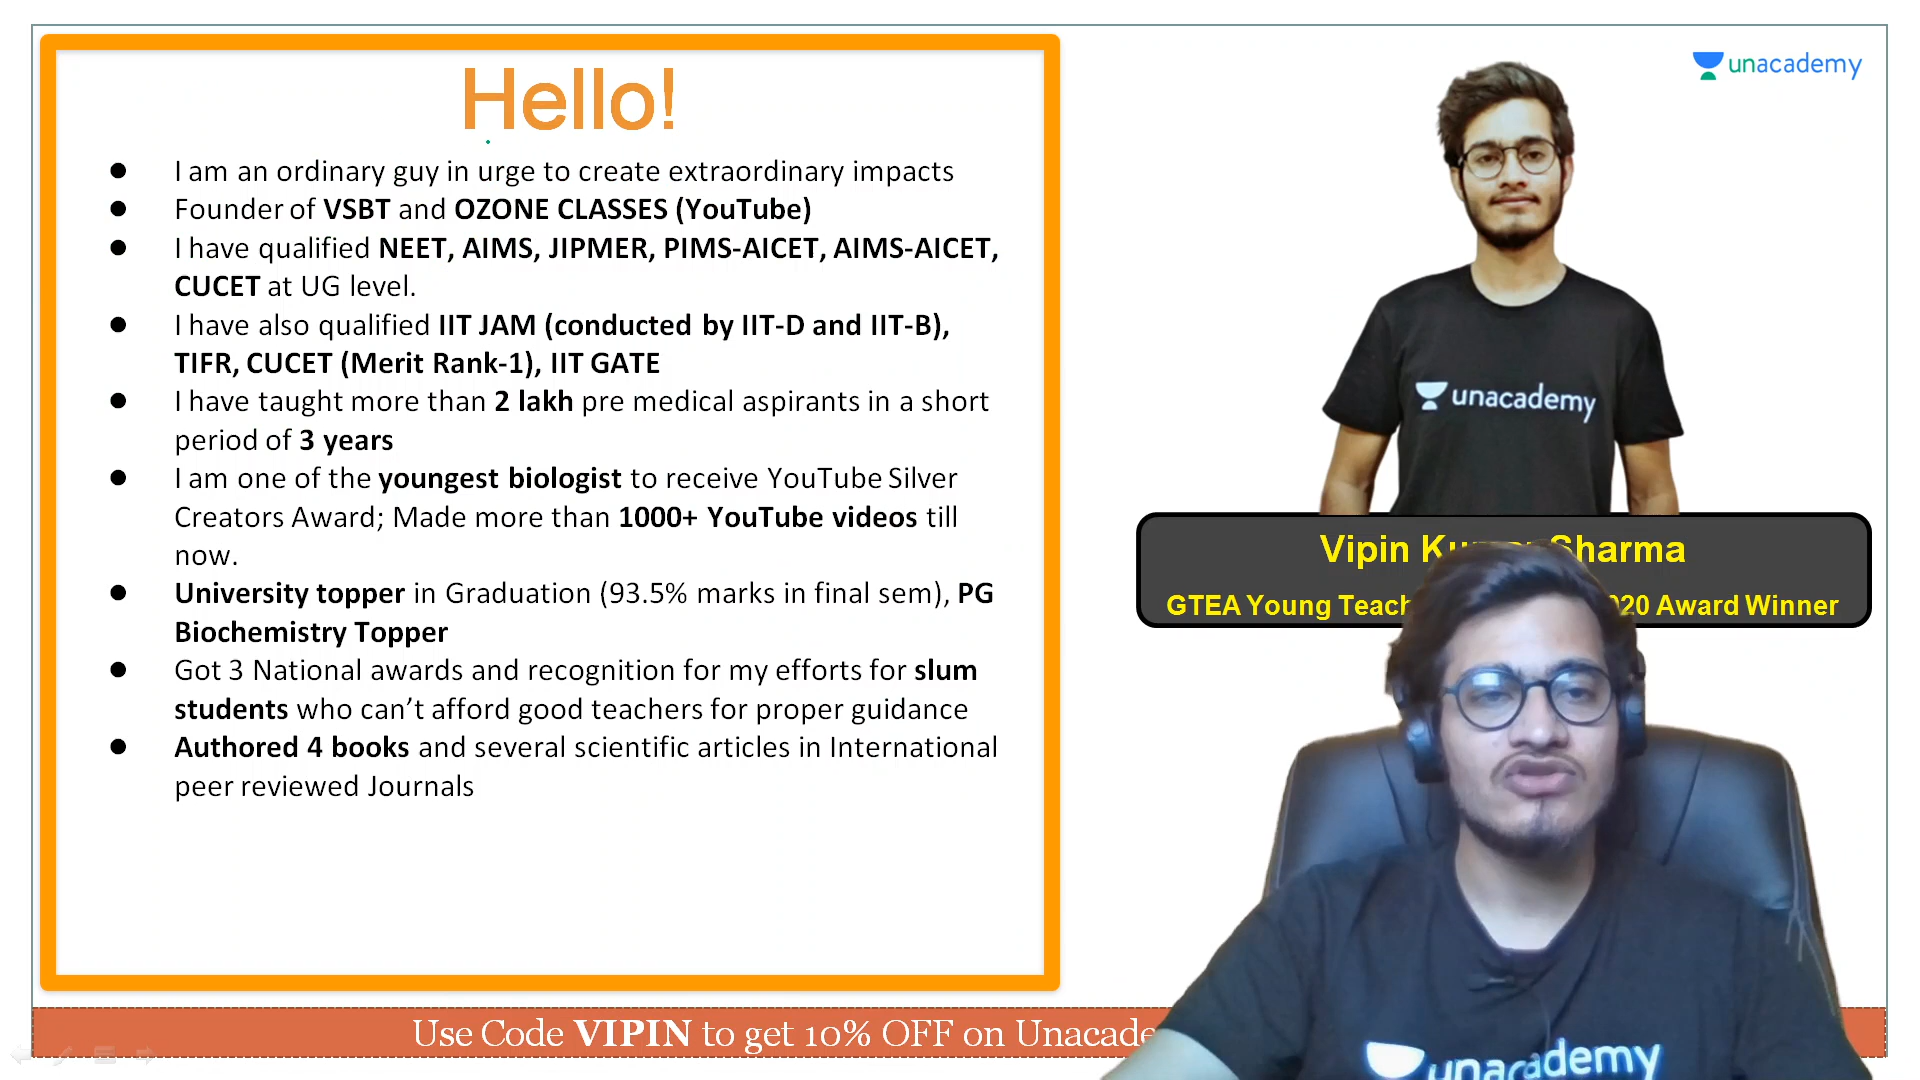 Hello!
I am an ordinary guy in urge to create extraordinary impacts
Founder of VSBT and OZONE CLASSES (YouTube)
I have qualified NEET, AIMS, JIPMER, PIMS-AICET, AIMS-AICET,
CUCET at UG level.
I have also qualified IIT JAM (conducted by IIT-D and IIT-B),
TIFR, CUCET (Merit Rank-1), IIT GATE
I have taught more than 2 lakh pre medical aspirants in a short
period of 3 years
I am one of the youngest biologist to receive YouTube Silver
Creators Award; Made more than 1000+ YouTube videos till
now.
University topper in Graduation (93.5% marks in final sem), PG
Biochemistry Topper
Got 3 National awards and recognition for my efforts for slum
students who can't afford good teachers for proper guidance
Authored 4 books and several scientific articles in International
peer reviewed Journals
unacademy
unacademy
Vipin Sharma
GTEA Young Award Winner
Use Code VIPIN to get 10% OFF on
unacademy